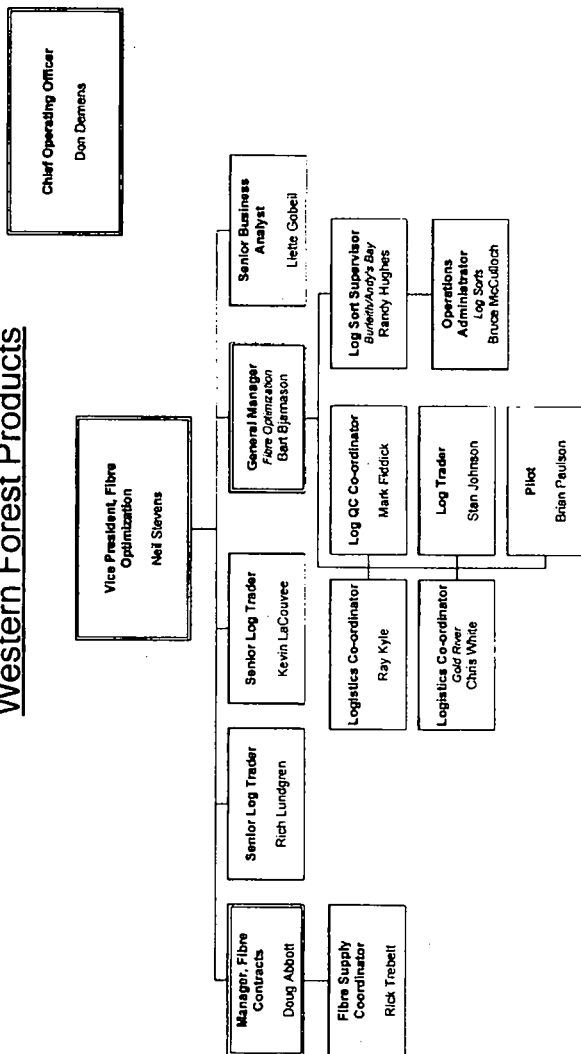 Western Forest Products
Chief Operating Officer
Don Demens
Vice President, Fibre
Optimization
Neil Stevens
Manager, Fibre
Contracts
Doug Abbott
Senior Log Trader
Rich Lundgren
Senior Log Trader
Kevin LaCouvee
General Manager
Fibre Optimization
Bart Bjarnason
Senior Business
Analyst
Liette Gobeil
Fibre Supply
Coordinator
Rick Trebett
Logistics Co-ordinator
Ray Kyle
Log QC Co-ordinator
Mark Fiddick
Log Sort Supervisor
Burleith/Andy's Bay
Randy Hughes
Logistics Co-ordinator
Gold River
Chris White
Log Trader
Stan Johnson
Operations
Administrator
Log Sorts
Bruce McCulloch
Pilot
Brian Paulson